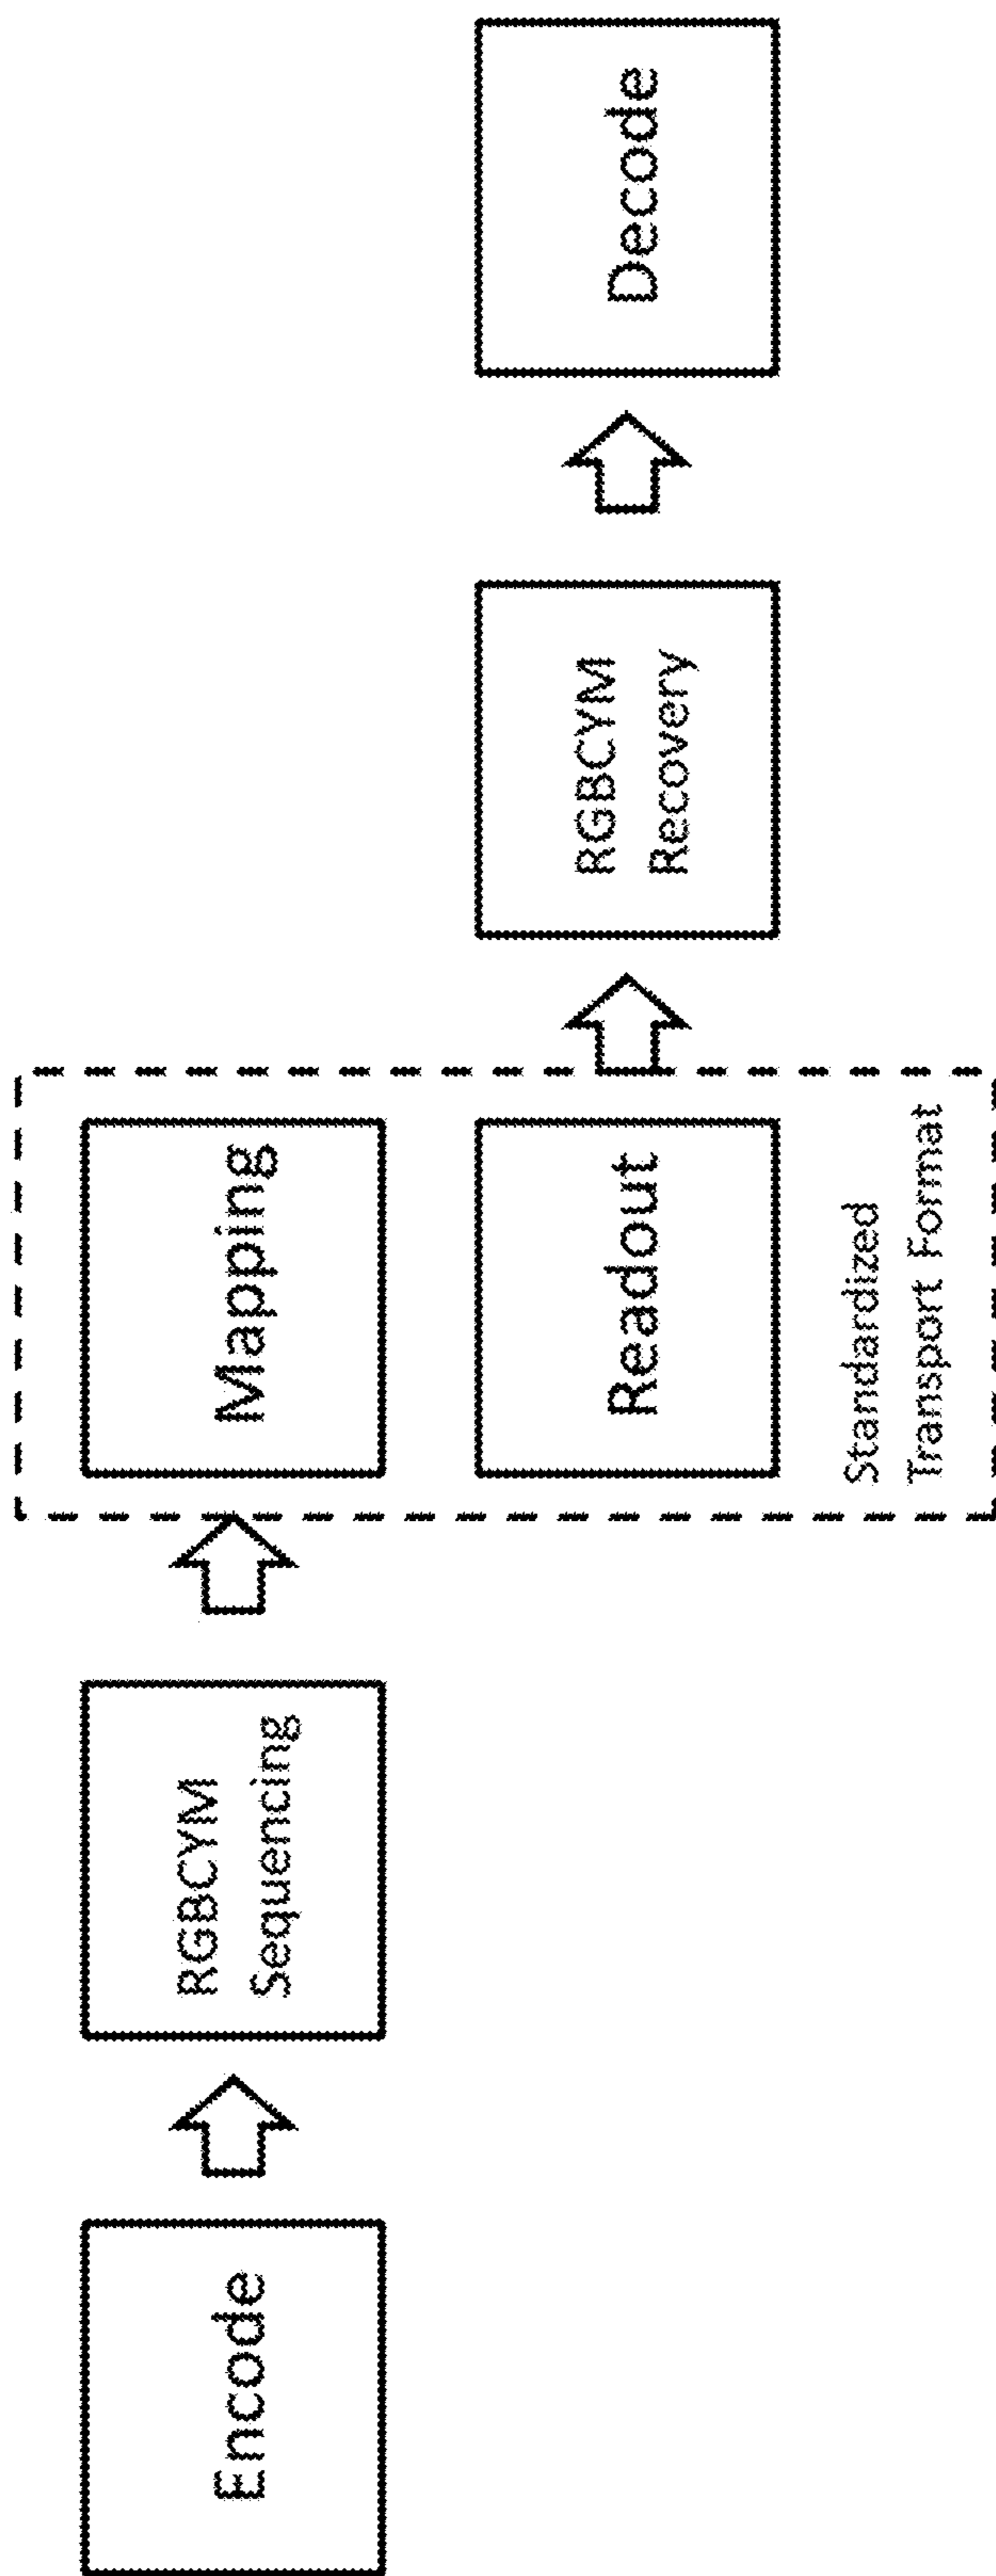 Encode
RGBCYM
Sequencing
Mapping
Readout
Standardized
Transport Format
RGBCYM
Recovery
Decode